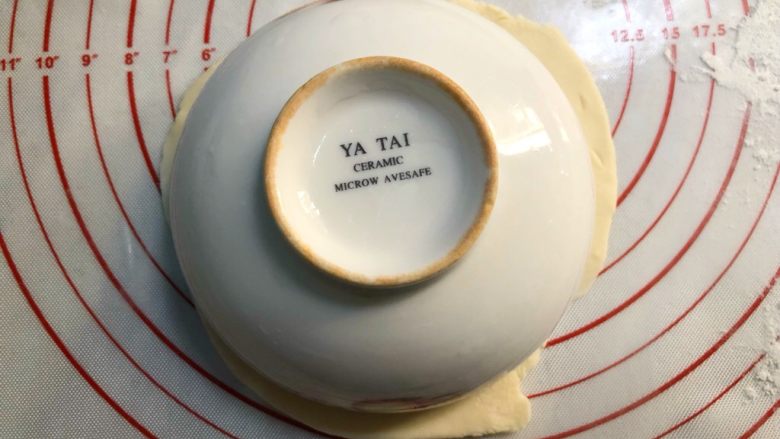 11" 10" 9" 8" 7" 6" 12.5 15 17.5
YA TAI
CERAMIC
MICROW AVESAFE